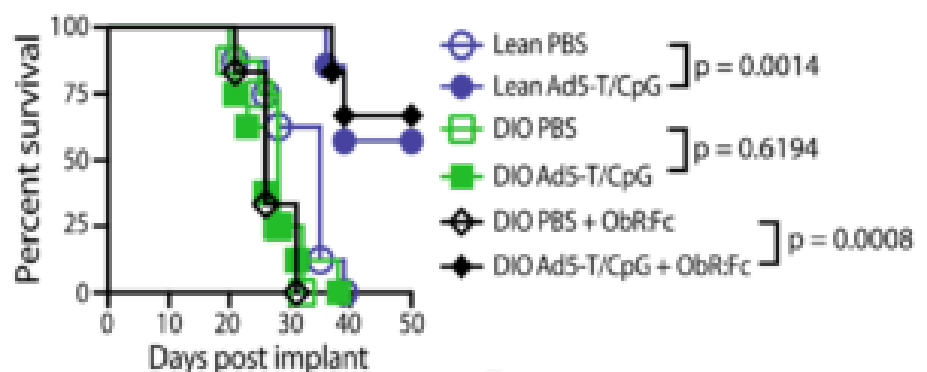 Percent survival
100
75
50
25
0
0 10 20 30 40 50
Days post implant
Lean PBS
Lean Ad5-T/CpG
p = 0.0014
DIO PBS
DIO Ad5-T/CpG
p = 0.6194
DIO PBS + ObR:Fc
DIO Ad5-T/CpG + ObR:Fc
p = 0.0008